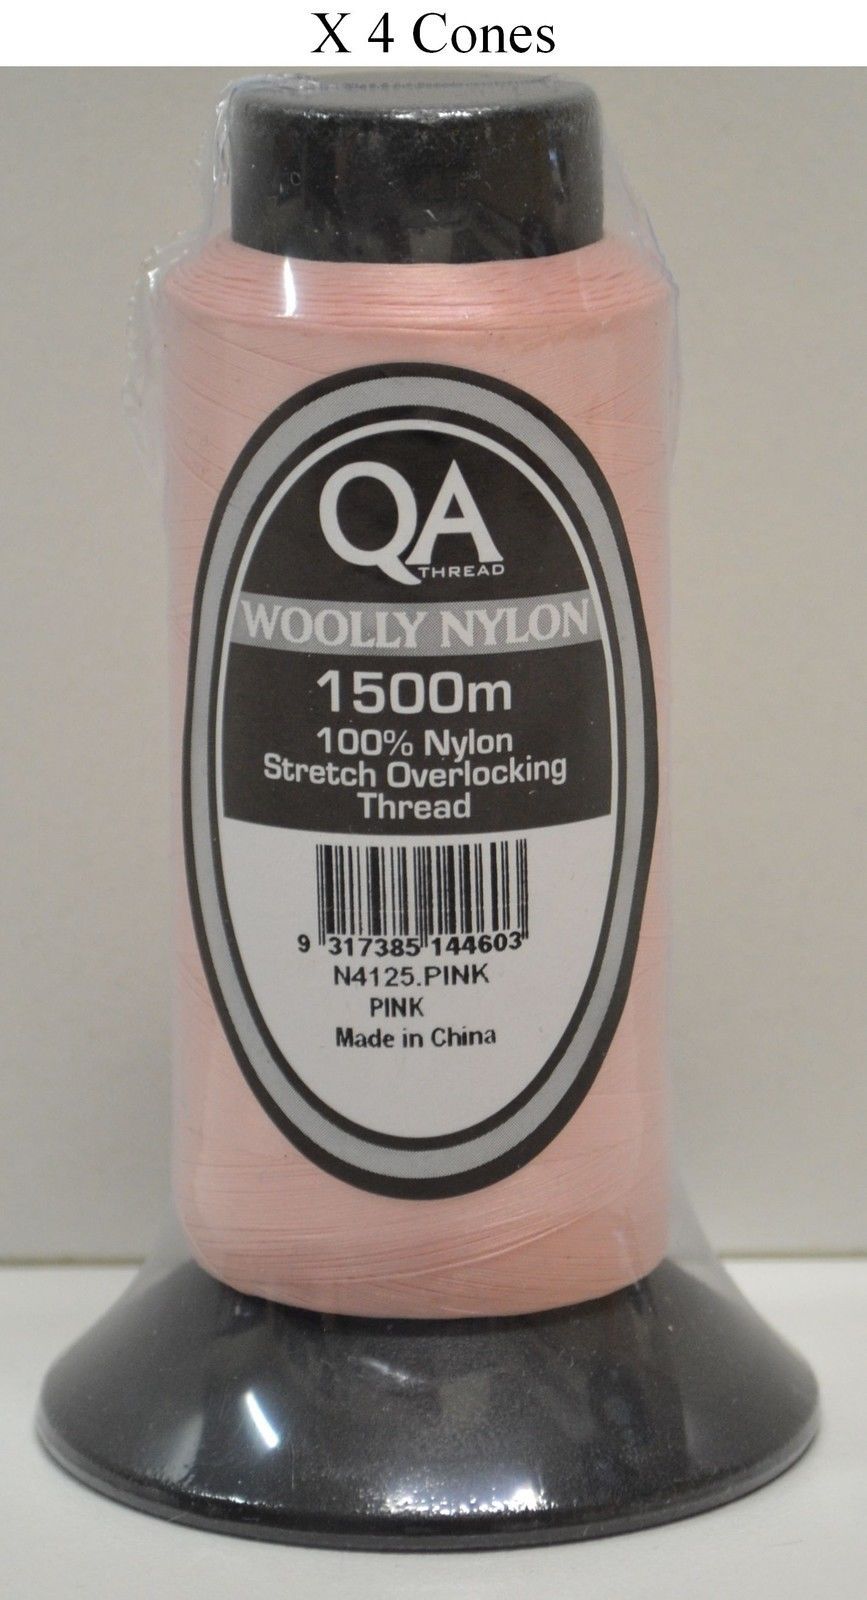 X 4 Cones
QA
THREAD
WOOLLY NYLON
1500m
100% Nylon
Stretch Overlocking
Thread
9 317385 144603
N4125.PINK
PINK
Made in China